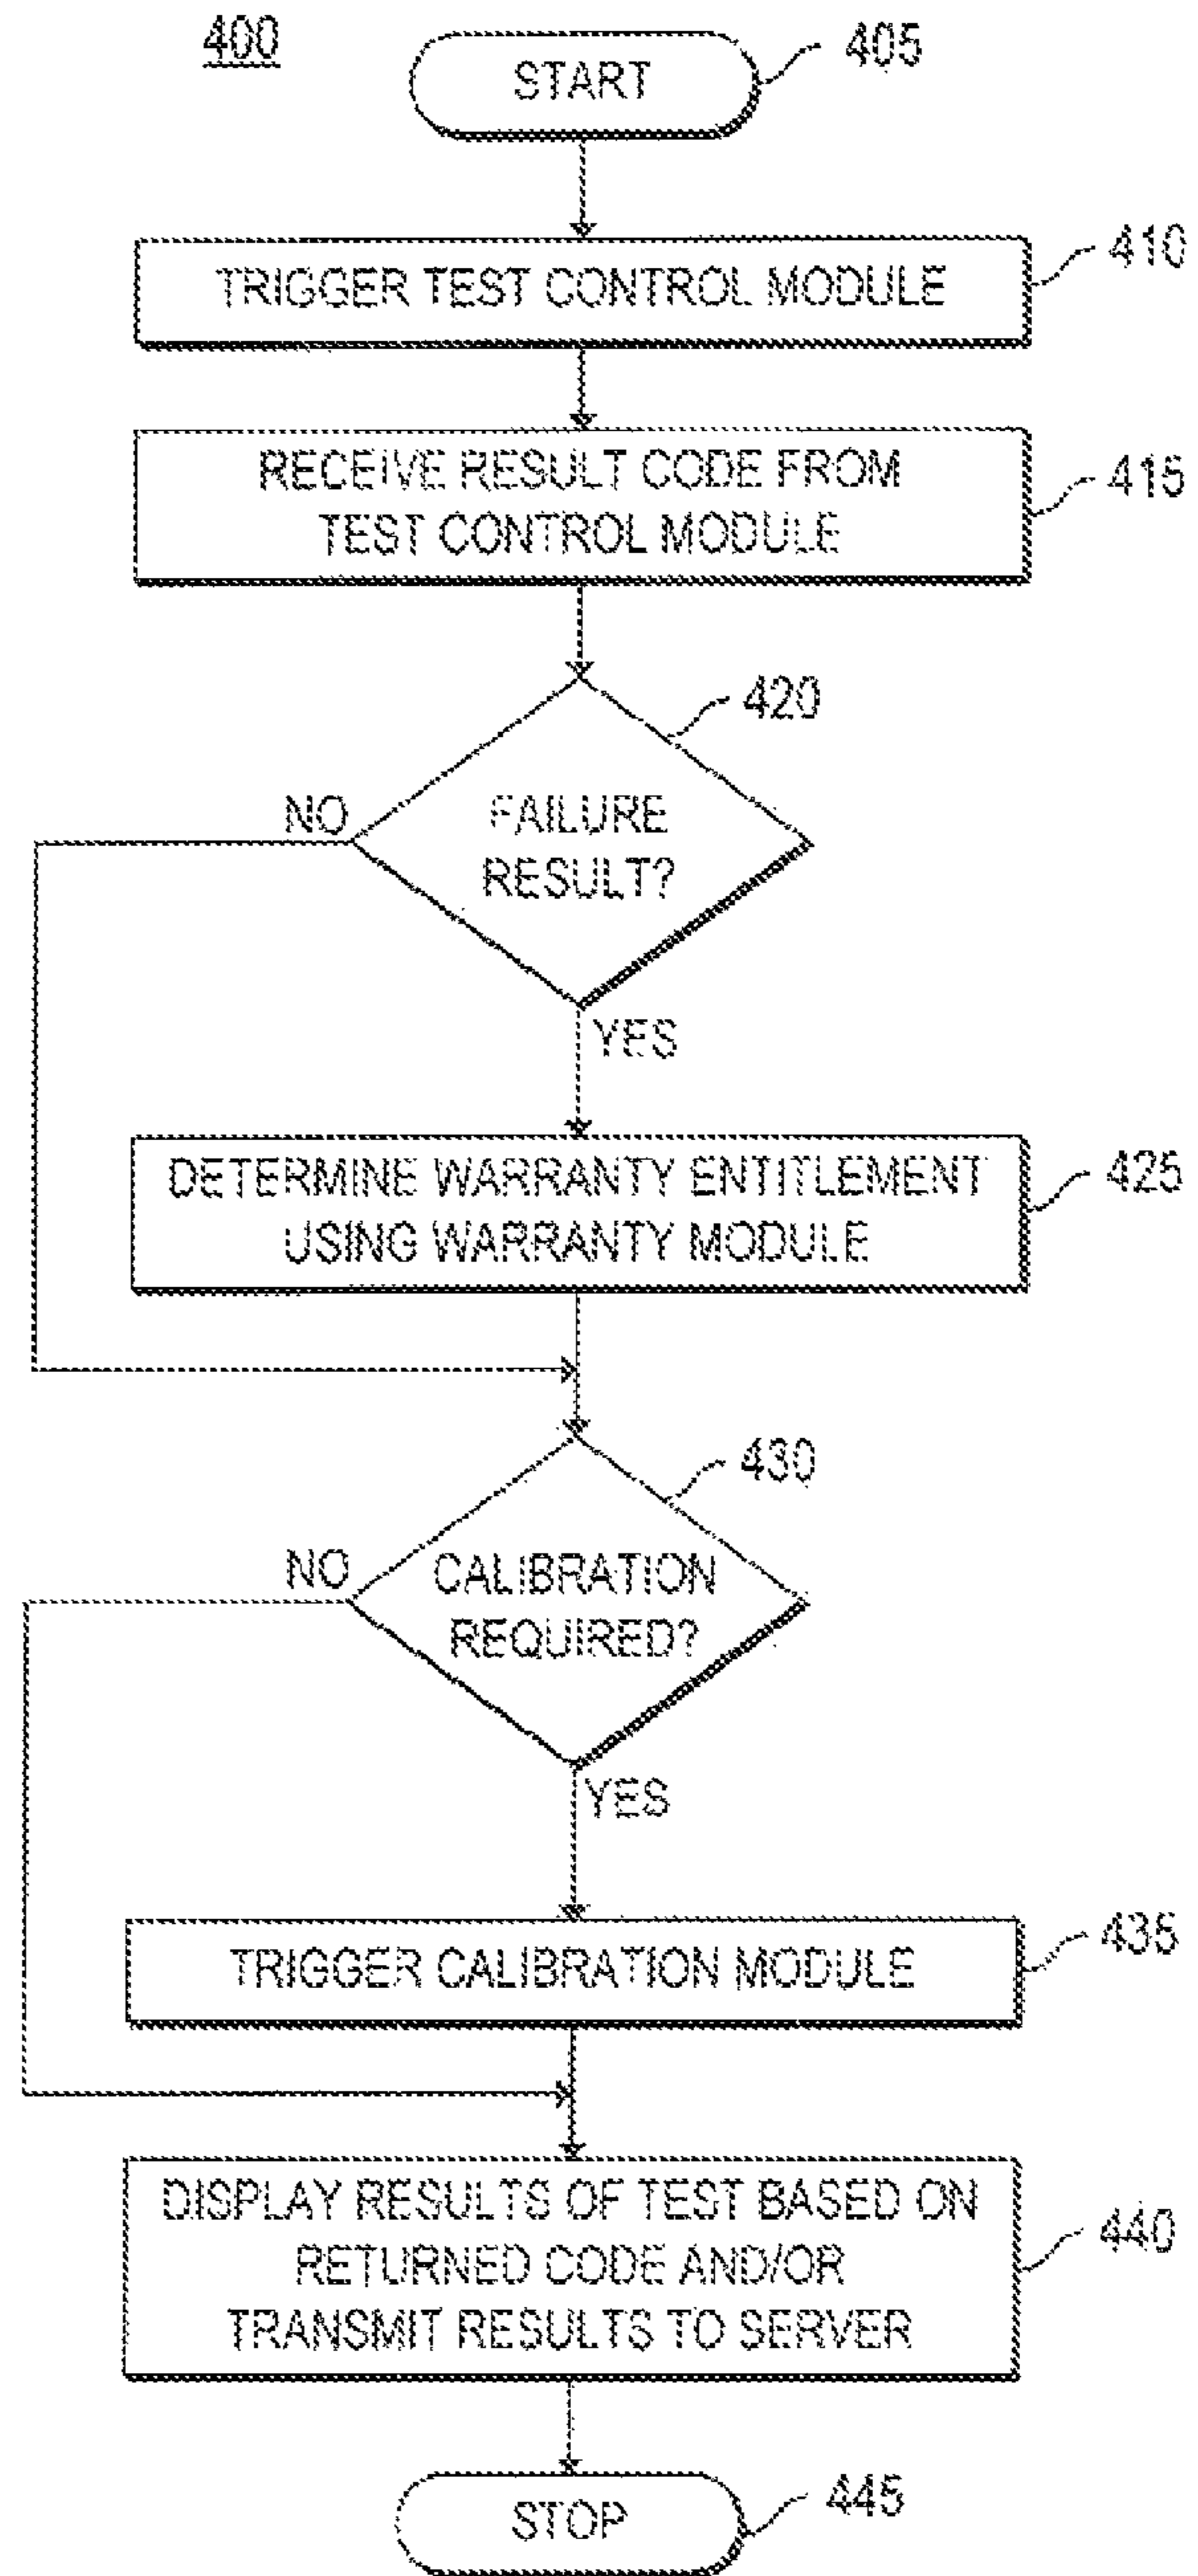 400
START
405
TRIGGER TEST CONTROL MODULE
410
RECEIVE RESULT CODE FROM
TEST CONTROL MODULE
415
420
NO
FAILURE
RESULT?
YES
DETERMINE WARRANTY ENTITLEMENT
USING WARRANTY MODULE
425
430
NO
CALIBRATION
REQUIRED?
YES
TRIGGER CALIBRATION MODULE
435
DISPLAY RESULTS OF TEST BASED ON
RETURNED CODE AND/OR
TRANSMIT RESULTS TO SERVER
440
STOP
445